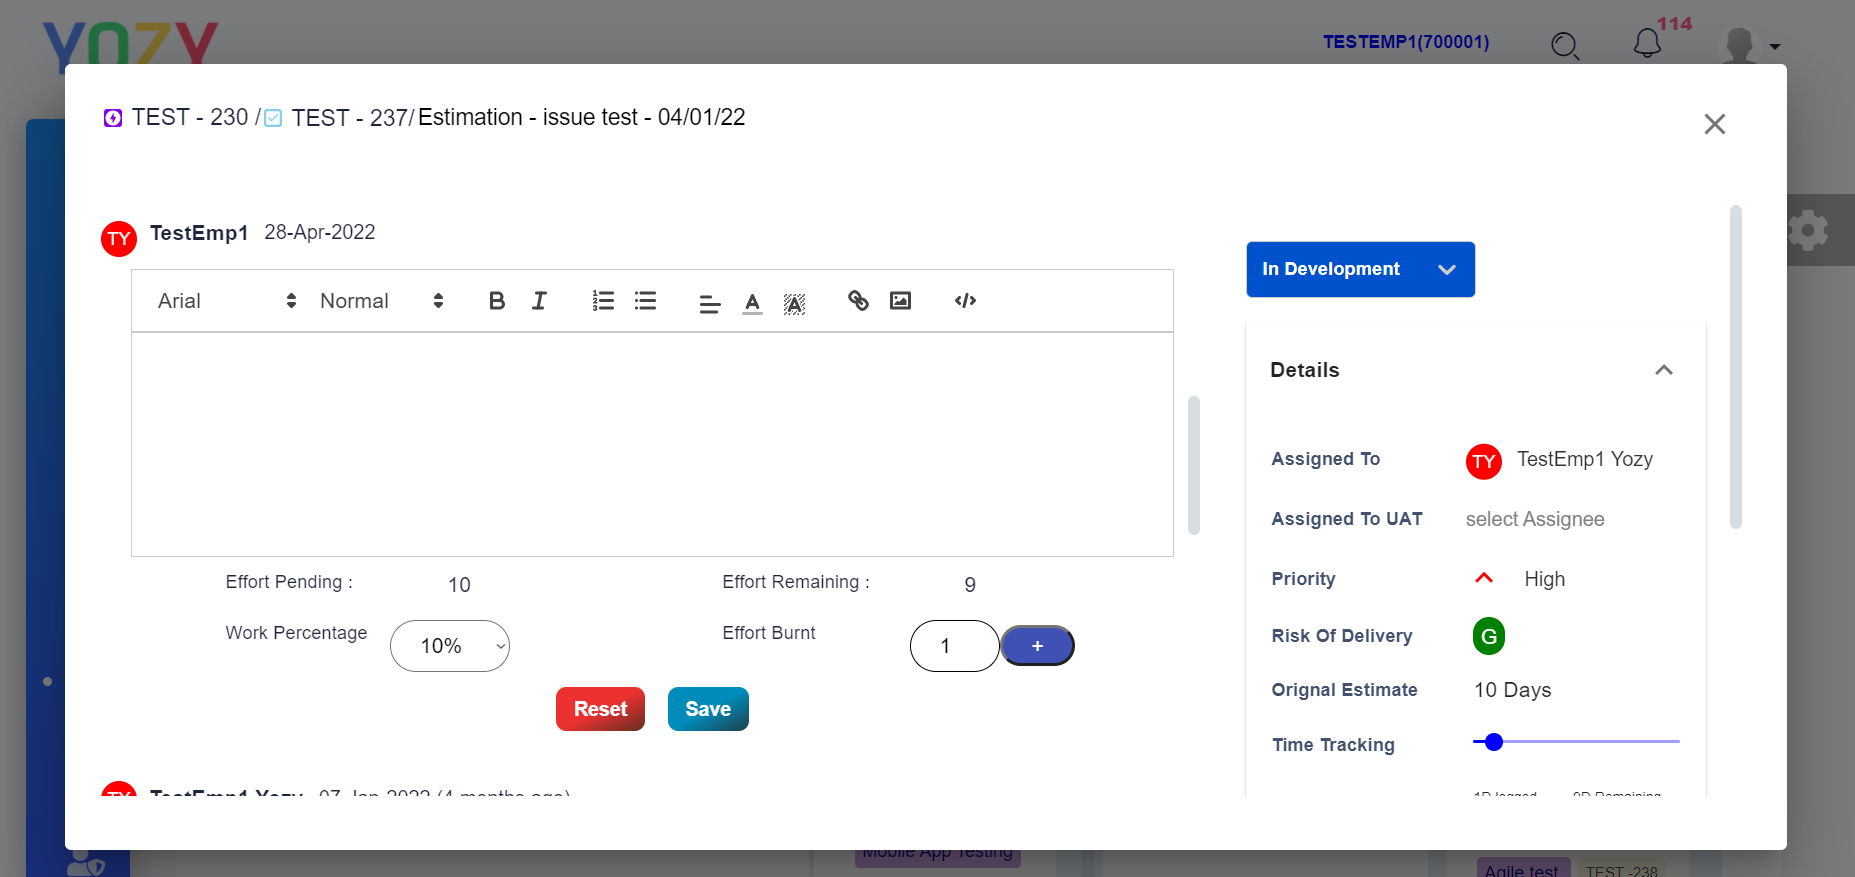 YOZY
TESTEMP1(700001)
114
TEST - 230 / TEST - 237/ Estimation - issue test - 04/01/22
TY TestEmp1 28-Apr-2022
Arial Normal
In Development
Details
Assigned To TY TestEmp1 Yozy
Assigned To UAT select Assignee
Priority High
Risk Of Delivery G
Orignal Estimate 10 Days
Time Tracking
1D logged 9D Remaining
Effort Pending : 10 Effort Remaining : 9
Work Percentage 10% Effort Burnt 1 +
Reset Save
TY TestEmp1 Yozy 07-Jan-2022 (4 months ago)
Mobile App Testing
Agile test TEST -238